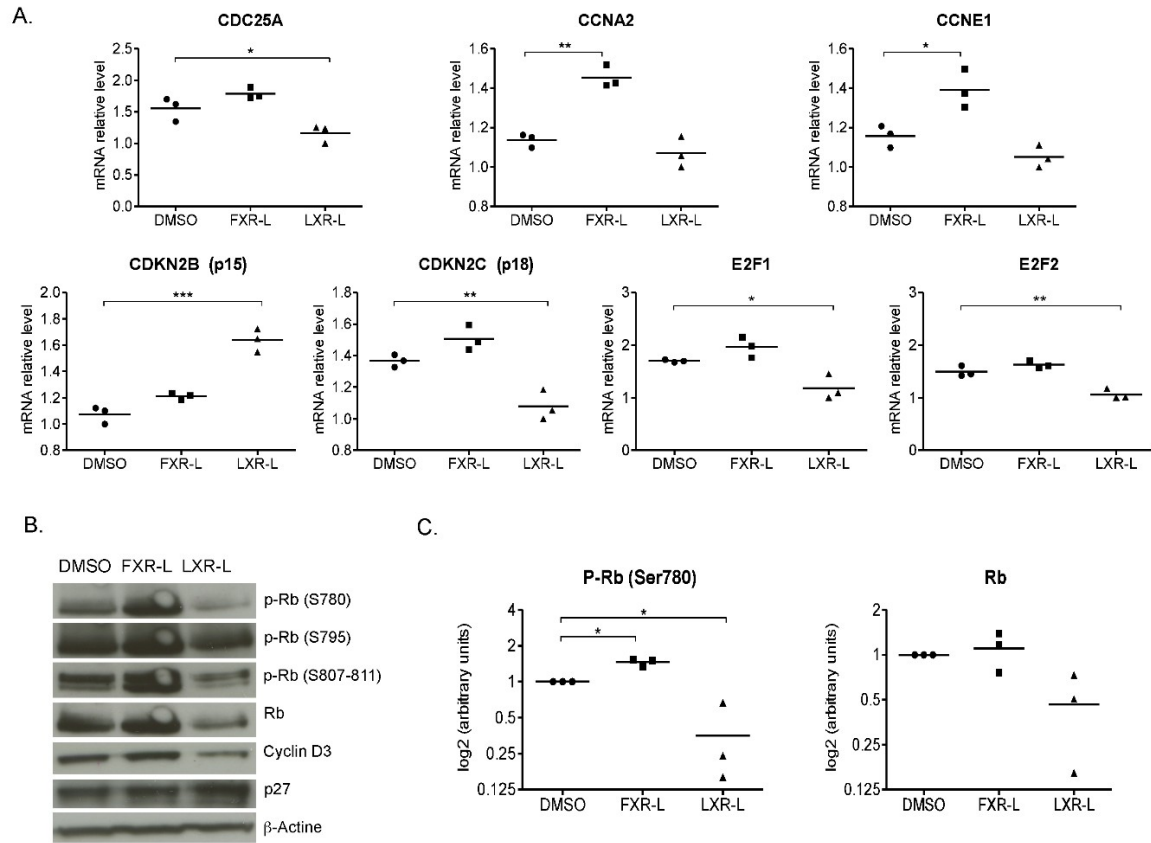 A.
CDC25A
CCNA2
CCNE1
mRNA relative level
2.5
2.0
1.5
1.0
0.5
0.0
*
DMSO FXR-L LXR-L
mRNA relative level
1.6
1.4
1.2
1.0
0.8
**
DMSO FXR-L LXR-L
mRNA relative level
1.6
1.4
1.2
1.0
0.8
*
DMSO FXR-L LXR-L
CDKN2B (p15)
CDKN2C (p18)
E2F1
E2F2
mRNA relative level
2.0
1.8
1.6
1.4
1.2
1.0
0.8
***
DMSO FXR-L LXR-L
mRNA relative level
1.8
1.6
1.4
1.2
1.0
0.8
**
DMSO FXR-L LXR-L
mRNA relative level
3
2
1
0
*
DMSO FXR-L LXR-L
mRNA relative level
3
2
1
0
**
DMSO FXR-L LXR-L
B.
DMSO FXR-L LXR-L
p-Rb (S780)
p-Rb (S795)
p-Rb (S807-811)
Rb
Cyclin D3
p27
β-Actine
C.
P-Rb (Ser780)
log2 (arbitrary units)
4
2
1
0.5
0.25
0.125
*
*
DMSO FXR-L LXR-L
Rb
log2 (arbitrary units)
2
1
0.5
0.25
0.125
DMSO FXR-L LXR-L